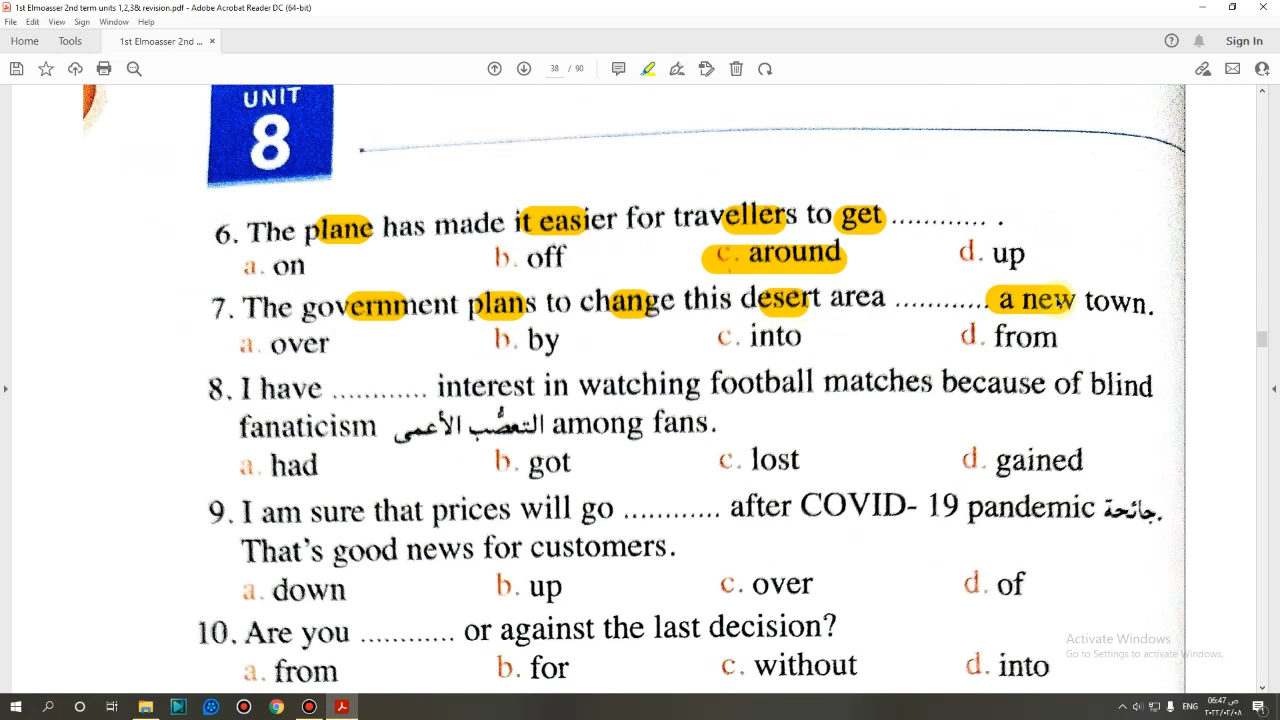 1st Elmoasser 2nd term units 1,2,3& revision.pdf - Adobe Acrobat Reader DC (64-bit)
File Edit View Sign Window Help
Home Tools 1st Elmoasser 2nd ... × Sign In
38 / 90
UNIT
8
6. The plane has made it easier for travellers to get ............ .
a. on b. off c. around d. up
7. The government plans to change this desert area ............ a new town.
a. over b. by c. into d. from
8. I have ............ interest in watching football matches because of blind
fanaticism التعصُّب الأعمى among fans.
a. had b. got c. lost d. gained
9. I am sure that prices will go ............ after COVID- 19 pandemic جائحة.
That's good news for customers.
a. down b. up c. over d. of
10. Are you ............ or against the last decision?
a. from b. for c. without d. into
Activate Windows
Go to Settings to activate Windows.
ENG 06:47 ص
٢٠٢٢/٠٢/٠٨